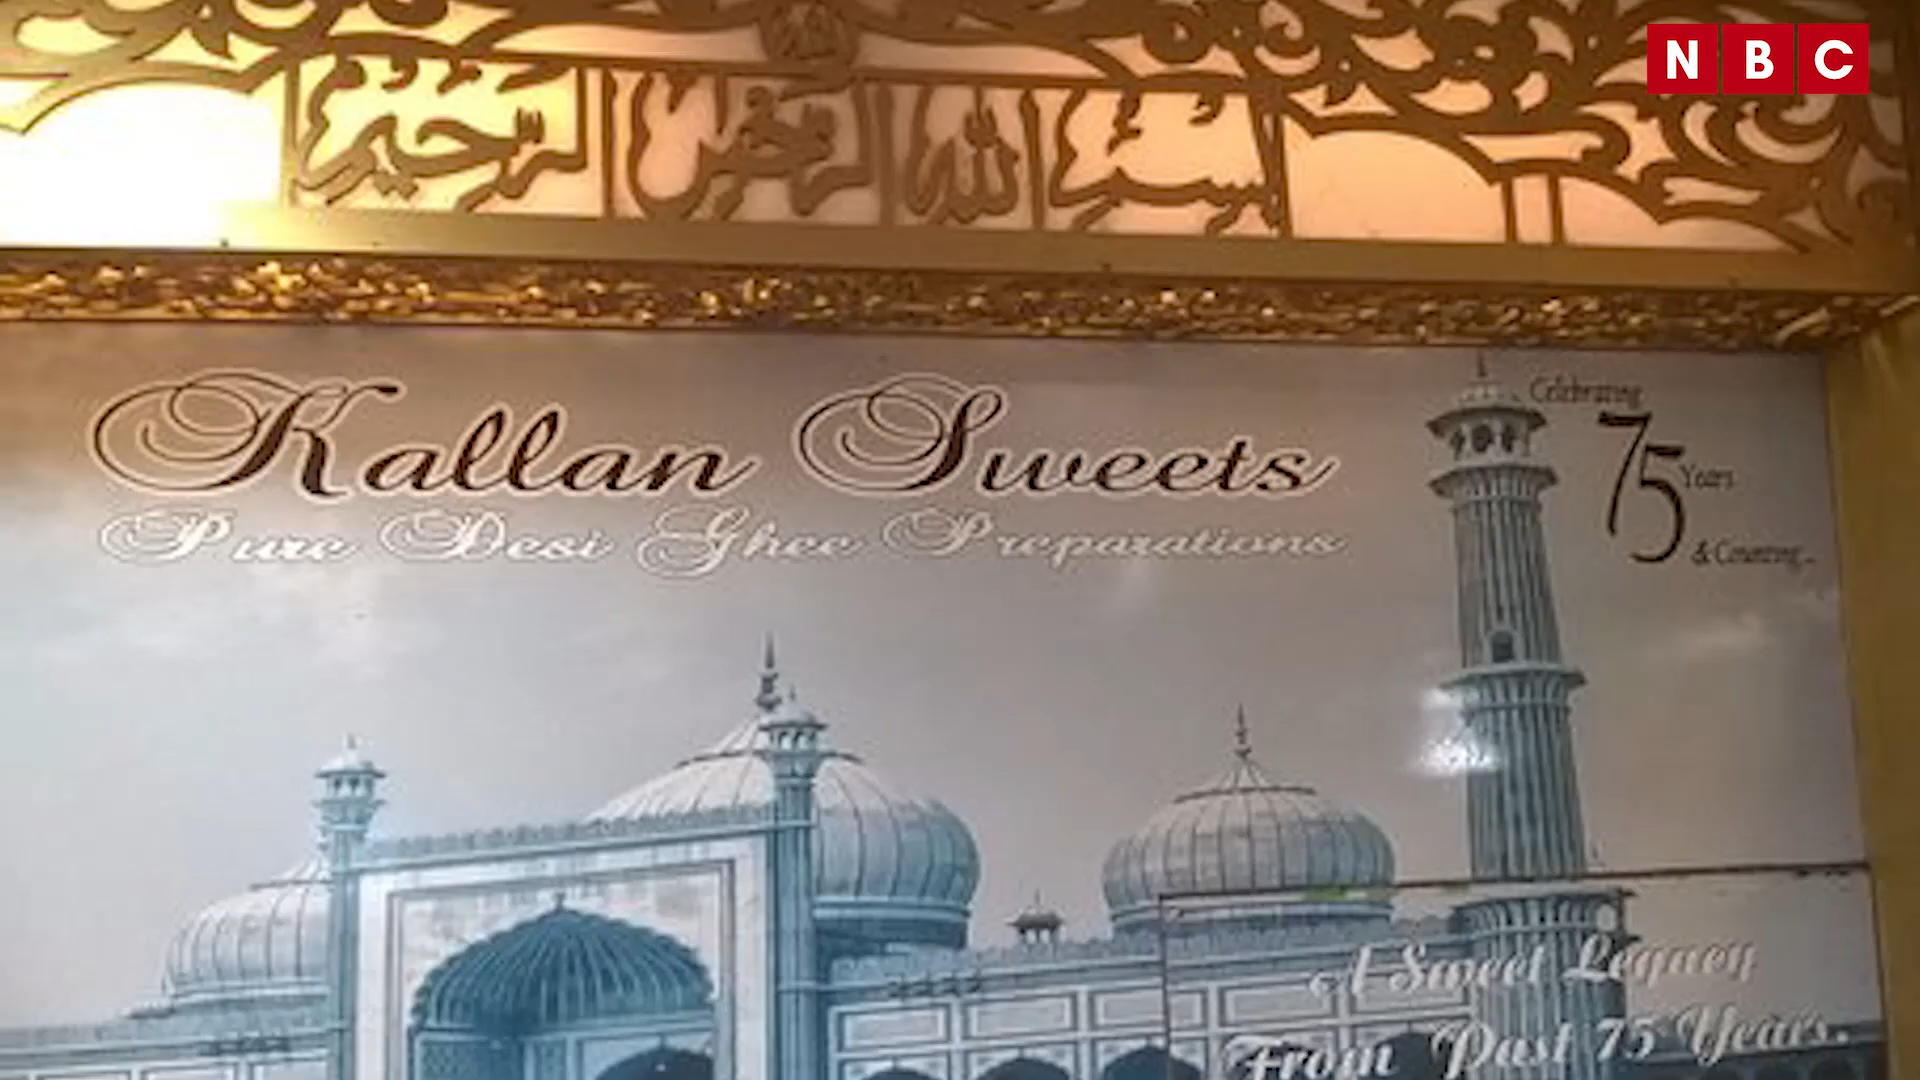 NBC
بسم الله الرحمن الرحيم
Kallan Sweets
Pure Desi Ghee Preparations
Celebrating
75 Years
& Counting...
A Sweet Legacy
From Past 75 Years.